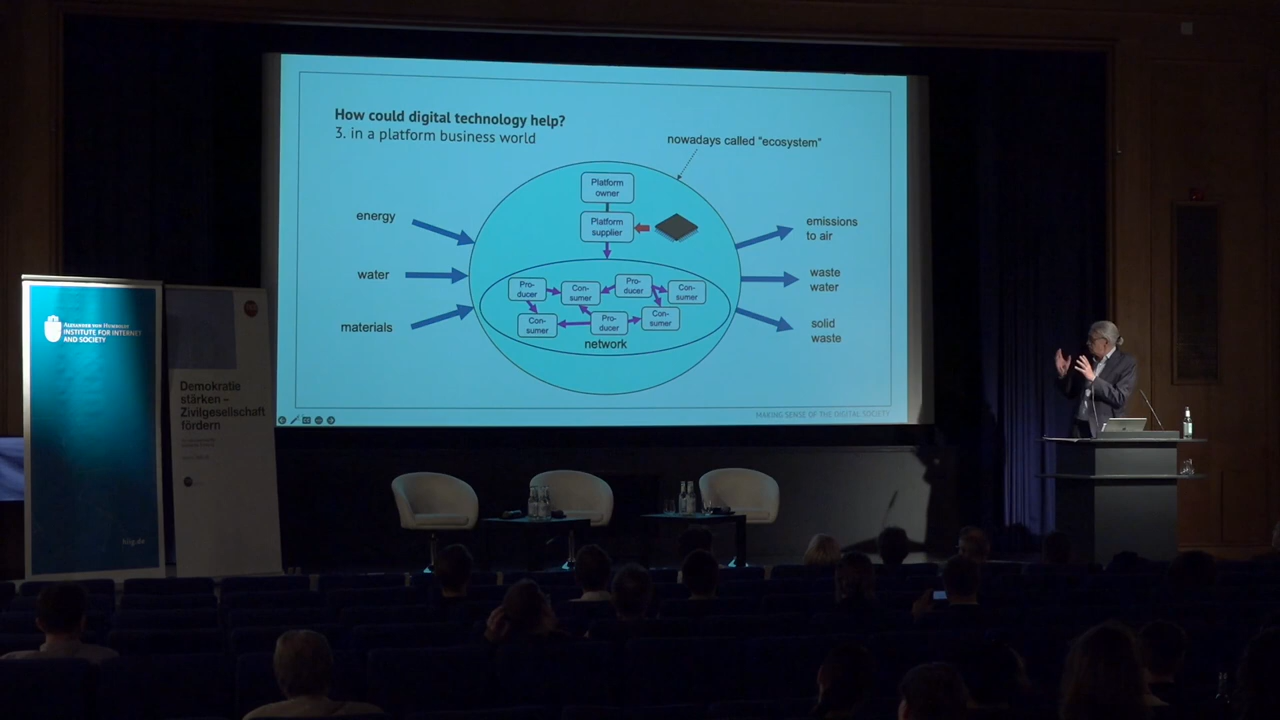 How could digital technology help?
3. in a platform business world
nowadays called "ecosystem"
Platform
owner
Platform
supplier
energy
water
materials
emissions
to air
waste
water
solid
waste
Pro-
ducer
Con-
sumer
Pro-
ducer
Con-
sumer
Con-
sumer
Pro-
ducer
Con-
sumer
network
MAKING SENSE OF THE DIGITAL SOCIETY
ALEXANDER VON HUMBOLDT
INSTITUTE FOR INTERNET
AND SOCIETY
hiig.de
Demokratie
stärken –
Zivilgesellschaft
fördern